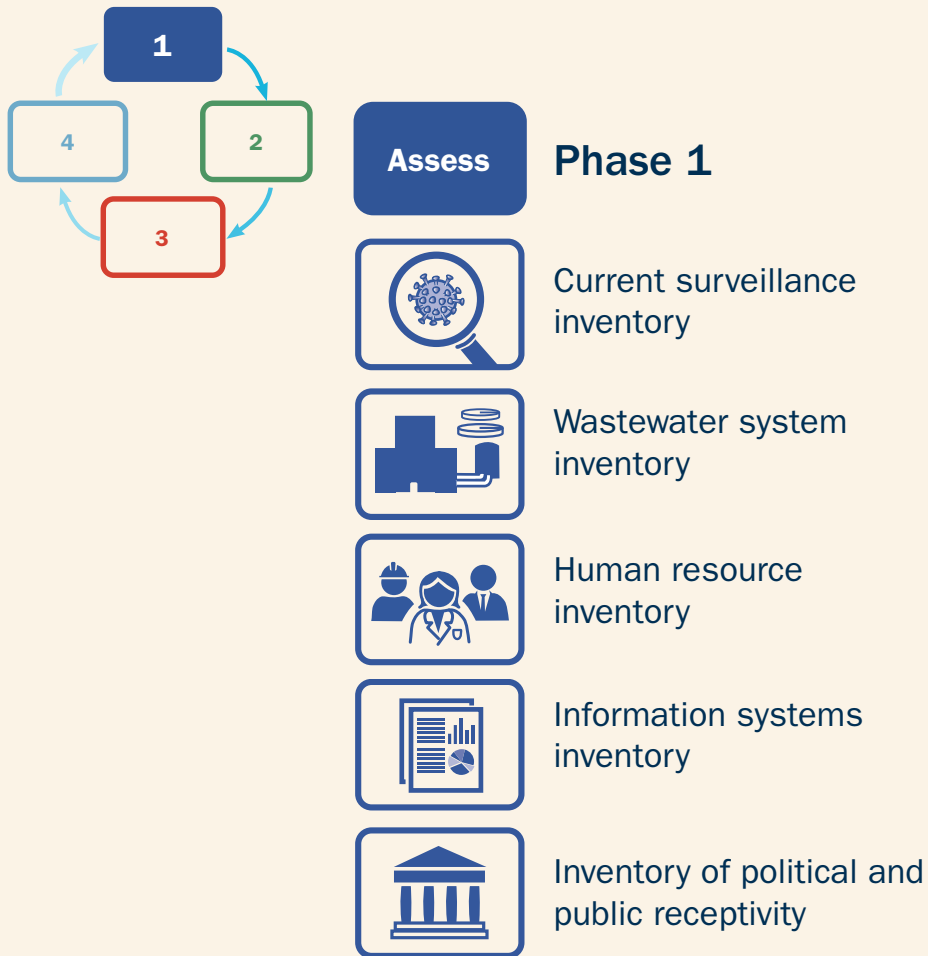 1
4
2
3
Assess
Phase 1
Current surveillance
inventory
Wastewater system
inventory
Human resource
inventory
Information systems
inventory
Inventory of political and
public receptivity